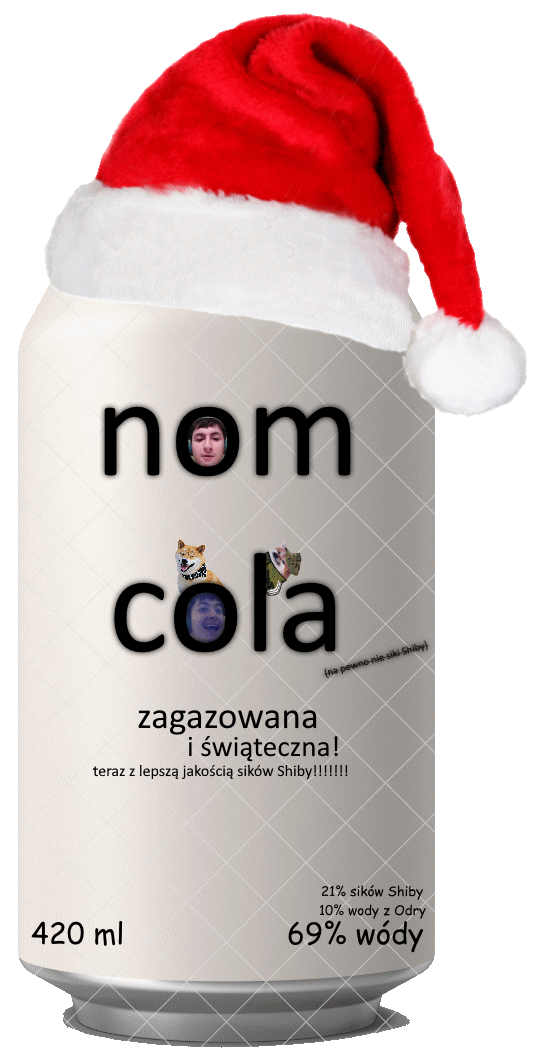 nom
cola
(na pewno nie siki Shiby)
zagazowana
i świąteczna!
teraz z lepszą jakością sików Shiby!!!!!!!
21% sików Shiby
10% wody z Odry
420 ml
69% wódy